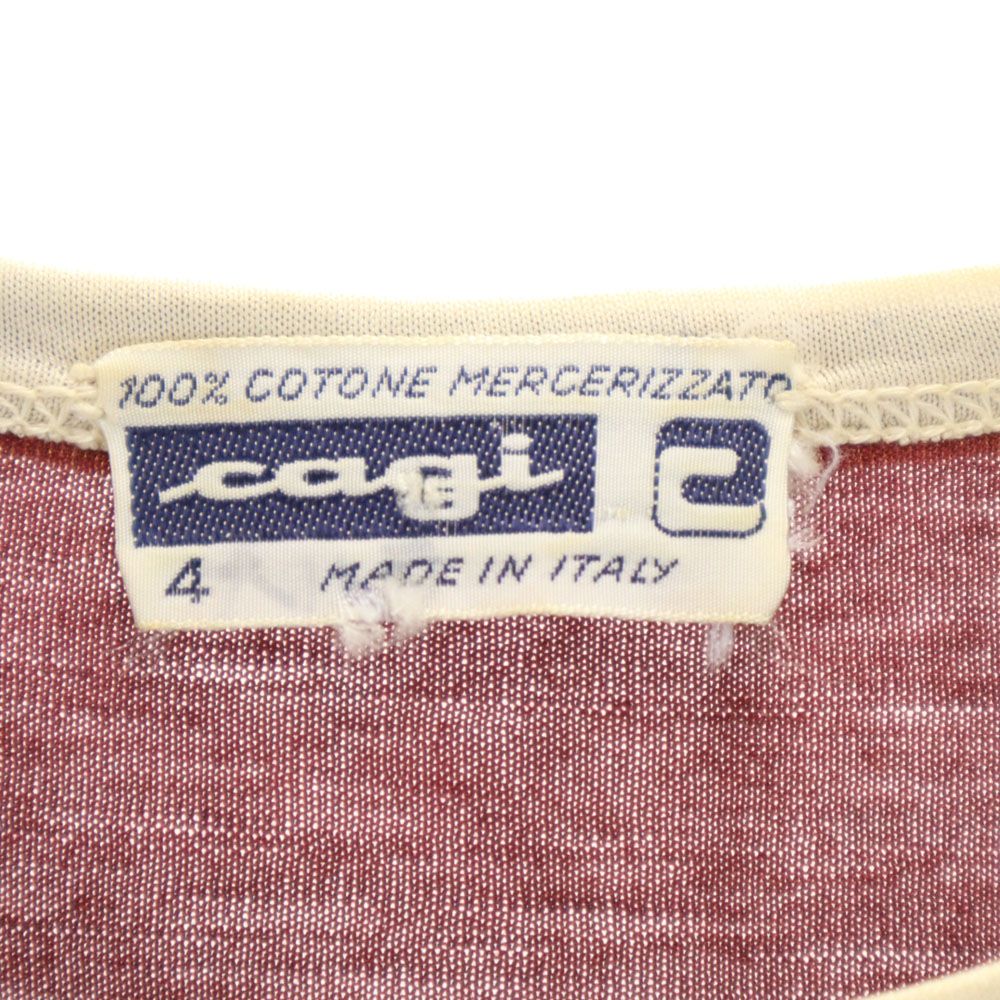 100% COTONE MERCERIZZATO
cagi C
4 MADE IN ITALY